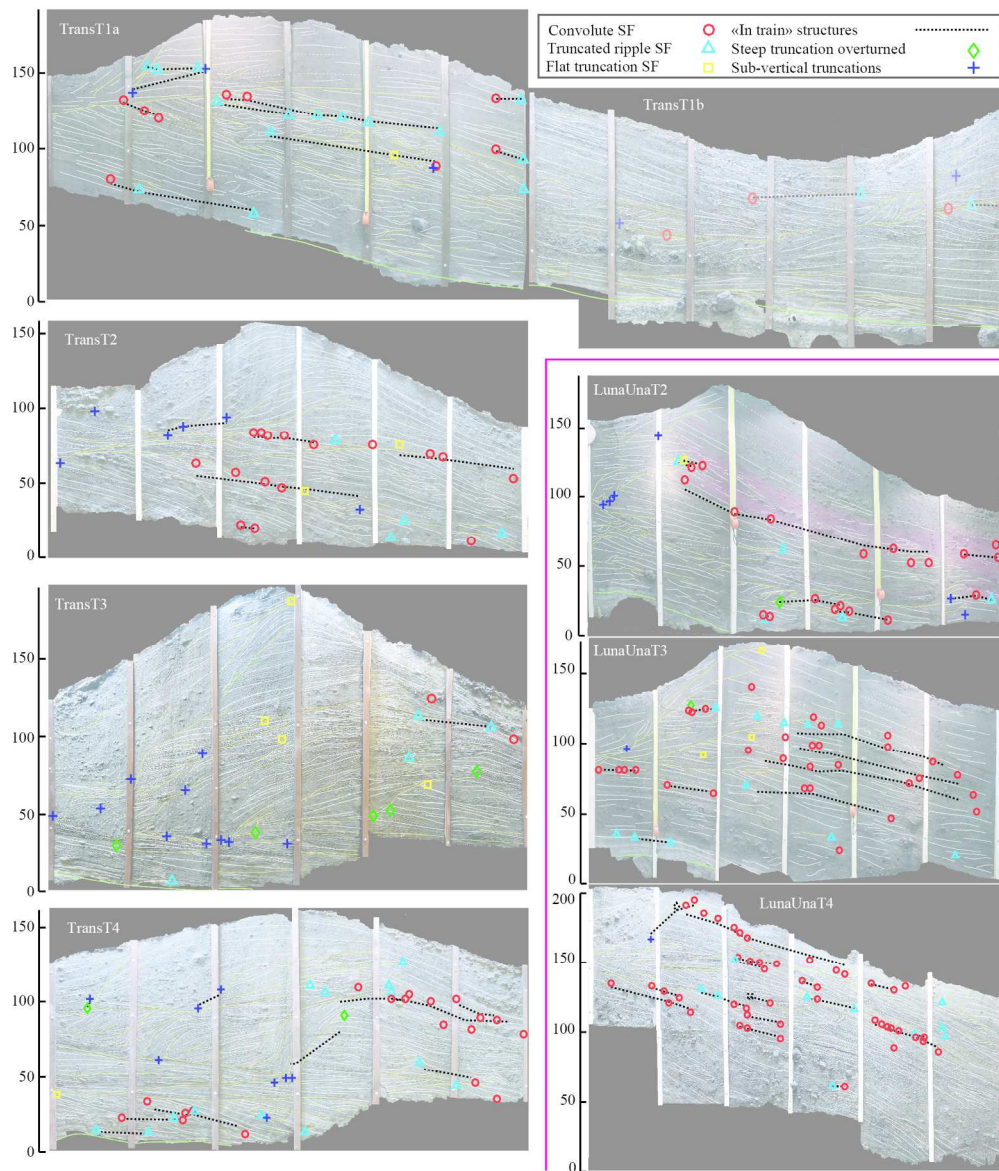 TransT1a
Convolute SF
«In train» structures
Truncated ripple SF
Steep truncation overturned
Flat truncation SF
Sub-vertical truncations
150
100
50
0
TransT1b
TransT2
150
100
50
0
LunaUnaT2
150
100
50
0
TransT3
150
100
50
0
LunaUnaT3
150
100
50
0
TransT4
150
100
50
0
LunaUnaT4
200
150
100
50
0